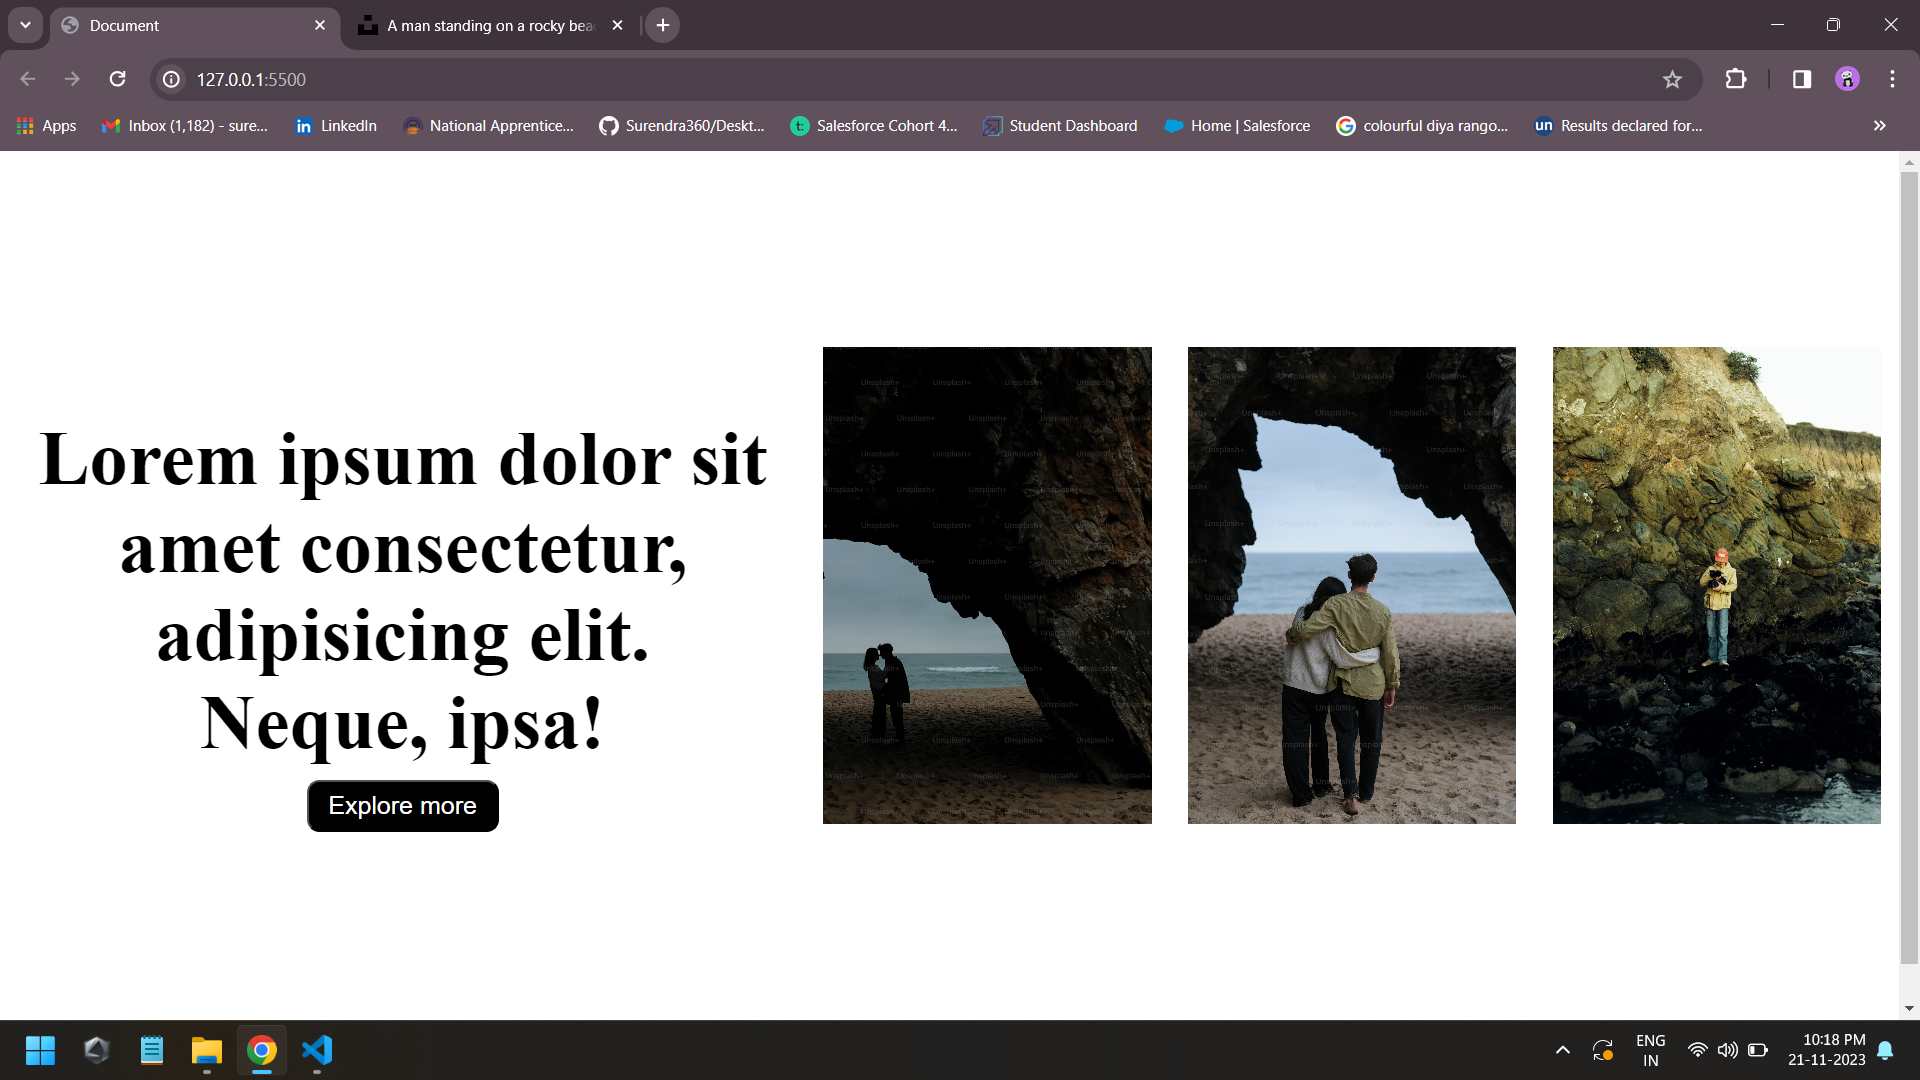 Document
A man standing on a rocky bea
127.0.0.1:5500
Apps
Inbox (1,182) - sure...
LinkedIn
National Apprentice...
Surendra360/Deskt...
Salesforce Cohort 4...
Student Dashboard
Home | Salesforce
colourful diya rango...
un
Results declared for...
Lorem ipsum dolor sit
amet consectetur,
adipisicing elit.
Neque, ipsa!
Explore more
Unsplash+
ENG
IN
10:18 PM
21-11-2023